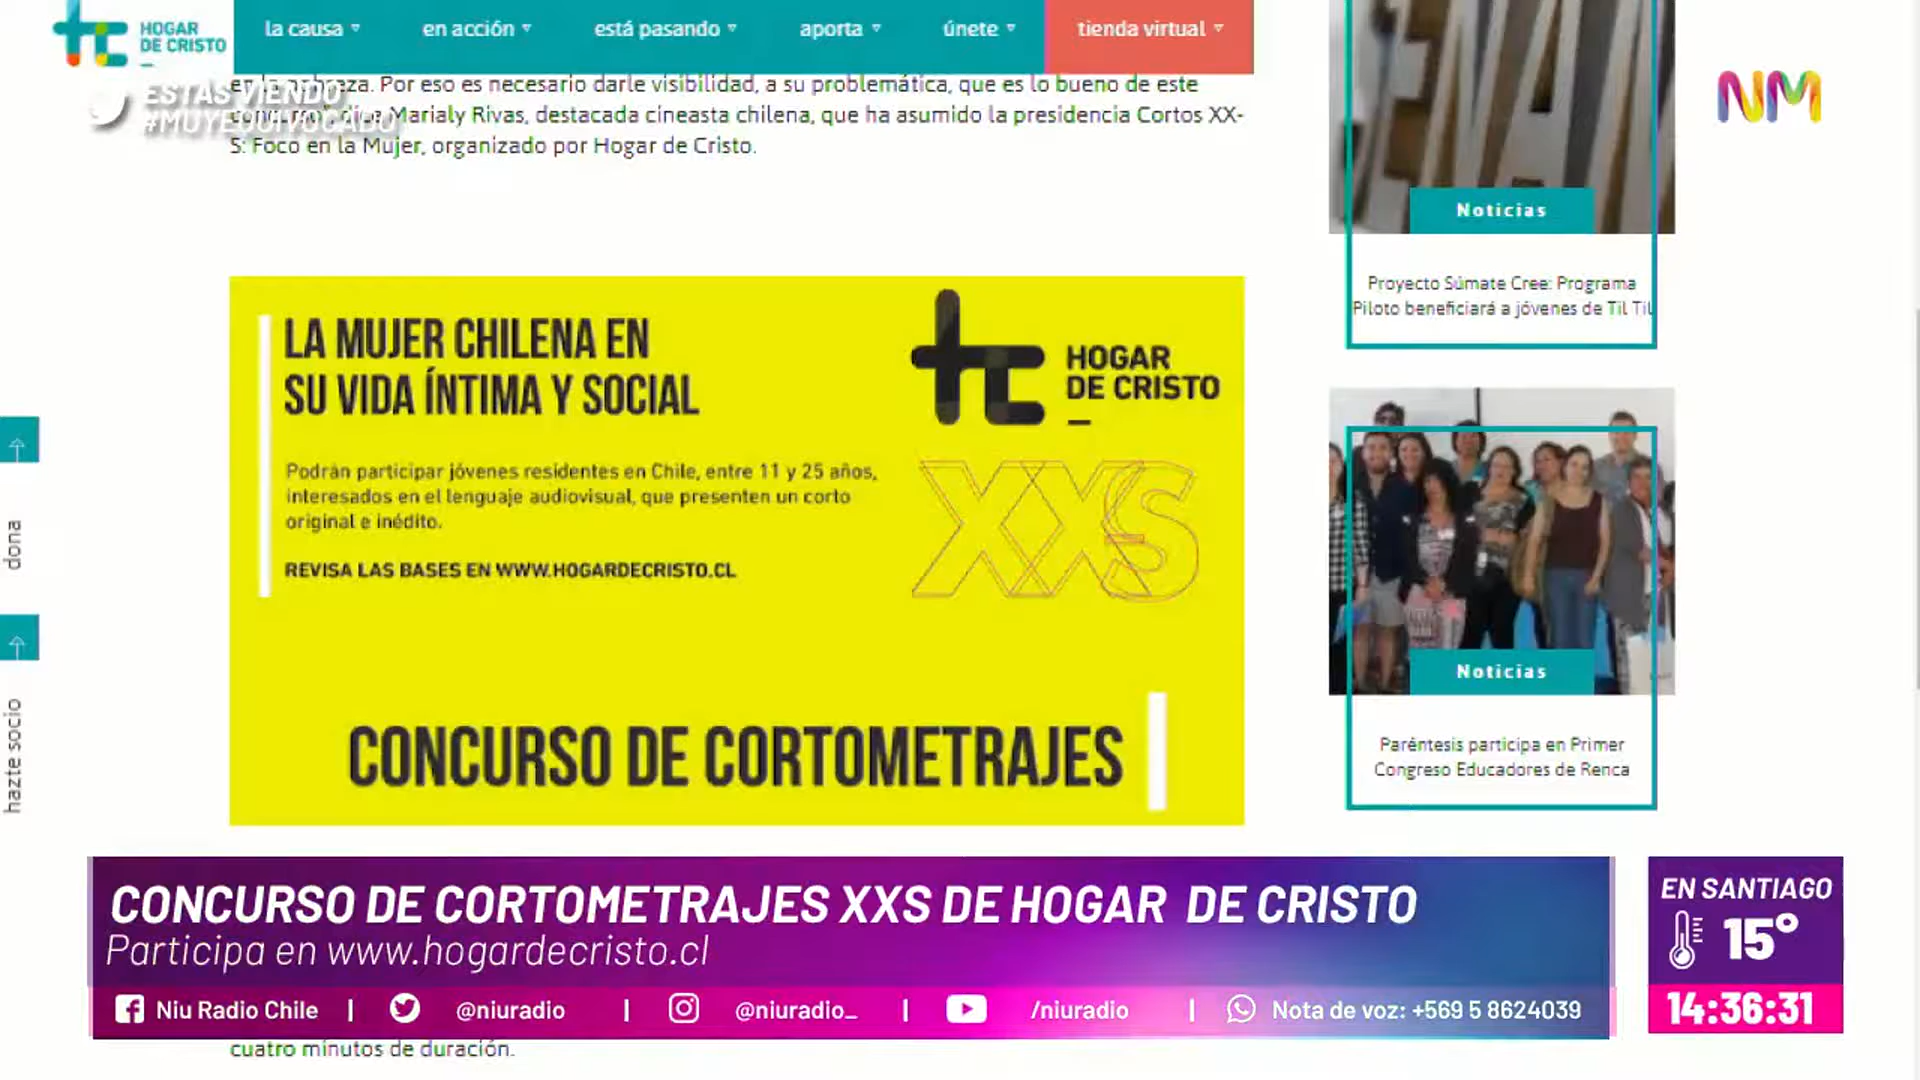 HOGAR
DE CRISTO
la causa
en acción
está pasando
aporta
únete
tienda virtual
en la pobreza. Por eso es necesario darle visibilidad, a su problemática, que es lo bueno de este
concurso", dice Marialy Rivas, destacada cineasta chilena, que ha asumido la presidencia Cortos XX-
S: Foco en la Mujer, organizado por Hogar de Cristo.
ESTÁS VIENDO
#MUYEQUIVOCADO
NM
Noticias
Proyecto Súmate Cree: Programa
Piloto beneficiará a jóvenes de Til Til
LA MUJER CHILENA EN
SU VIDA ÍNTIMA Y SOCIAL
HOGAR
DE CRISTO
Podrán participar jóvenes residentes en Chile, entre 11 y 25 años,
interesados en el lenguaje audiovisual, que presenten un corto
original e inédito.
REVISA LAS BASES EN WWW.HOGARDECRISTO.CL
XXS
CONCURSO DE CORTOMETRAJES
dona
hazte socio
Noticias
Paréntesis participa en Primer
Congreso Educadores de Renca
CONCURSO DE CORTOMETRAJES XXS DE HOGAR DE CRISTO
Participa en www.hogardecristo.cl
Niu Radio Chile | @niuradio | @niuradio_ | /niuradio | Nota de voz: +569 5 8624039
EN SANTIAGO
15°
14:36:31
cuatro minutos de duración.